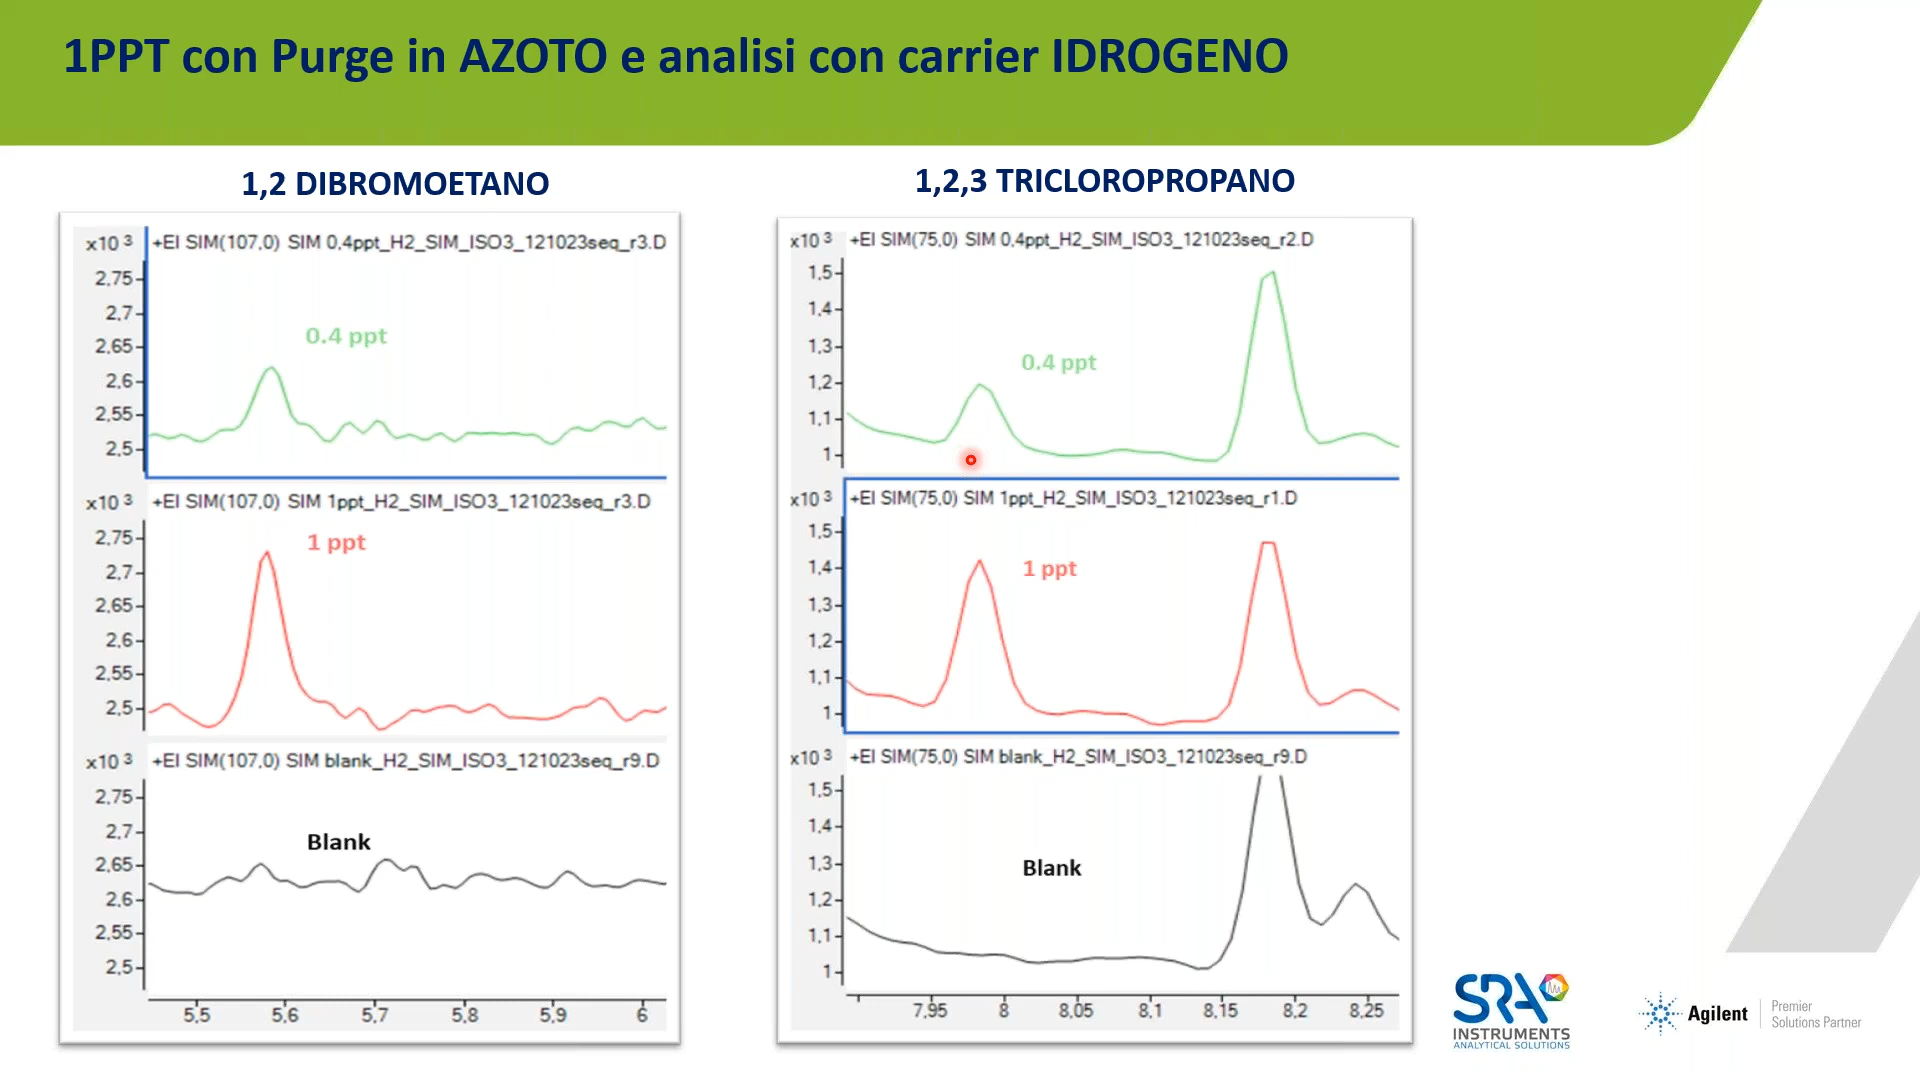 1PPT con Purge in AZOTO e analisi con carrier IDROGENO
1,2 DIBROMOETANO
x10 3 +EI SIM(107,0) SIM 0,4ppt_H2_SIM_ISO3_121023seq_r3.D
2,75
2,7
2,65
2,6
2,55
2,5
0.4 ppt
x10 3 +EI SIM(107,0) SIM 1ppt_H2_SIM_ISO3_121023seq_r3.D
2,75
2,7
2,65
2,6
2,55
2,5
1 ppt
x10 3 +EI SIM(107,0) SIM blank_H2_SIM_ISO3_121023seq_r9.D
2,75
2,7
2,65
2,6
2,55
2,5
Blank
5,5 5,6 5,7 5,8 5,9 6
1,2,3 TRICLOROPROPANO
x10 3 +EI SIM(75,0) SIM 0,4ppt_H2_SIM_ISO3_121023seq_r2.D
1,5
1,4
1,3
1,2
1,1
1
0.4 ppt
x10 3 +EI SIM(75,0) SIM 1ppt_H2_SIM_ISO3_121023seq_r1.D
1,5
1,4
1,3
1,2
1,1
1
1 ppt
x10 3 +EI SIM(75,0) SIM blank_H2_SIM_ISO3_121023seq_r9.D
1,5
1,4
1,3
1,2
1,1
1
Blank
7,95 8 8,05 8,1 8,15 8,2 8,25
SRA
INSTRUMENTS
ANALYTICAL SOLUTIONS
Agilent
Premier
Solutions Partner